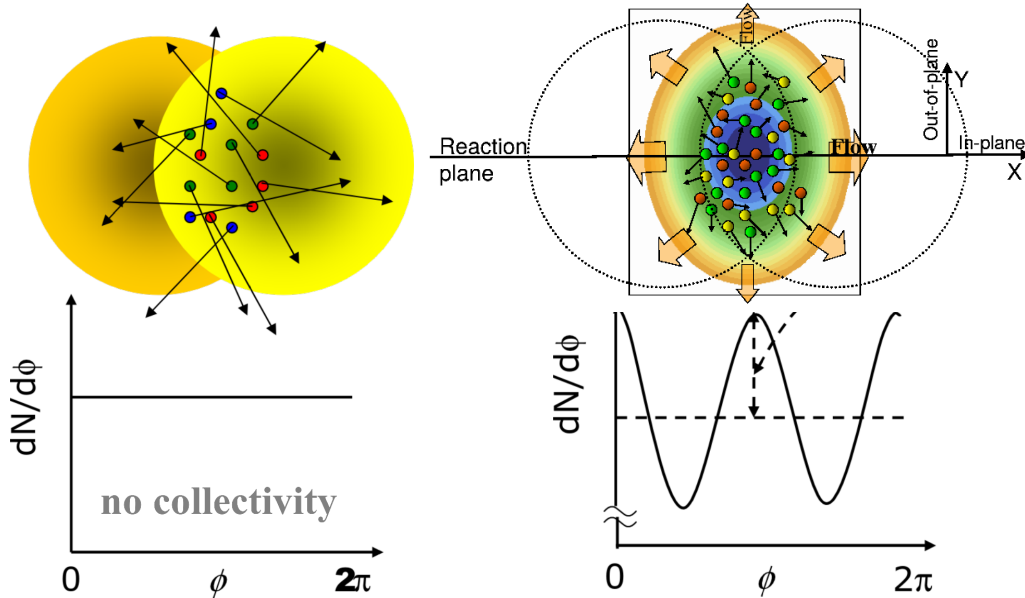 Flow
Out-of-plane
Y
Reaction
plane
Flow
In-plane
X
dN/dϕ
no collectivity
0
ϕ
2π
dN/dϕ
0
ϕ
2π